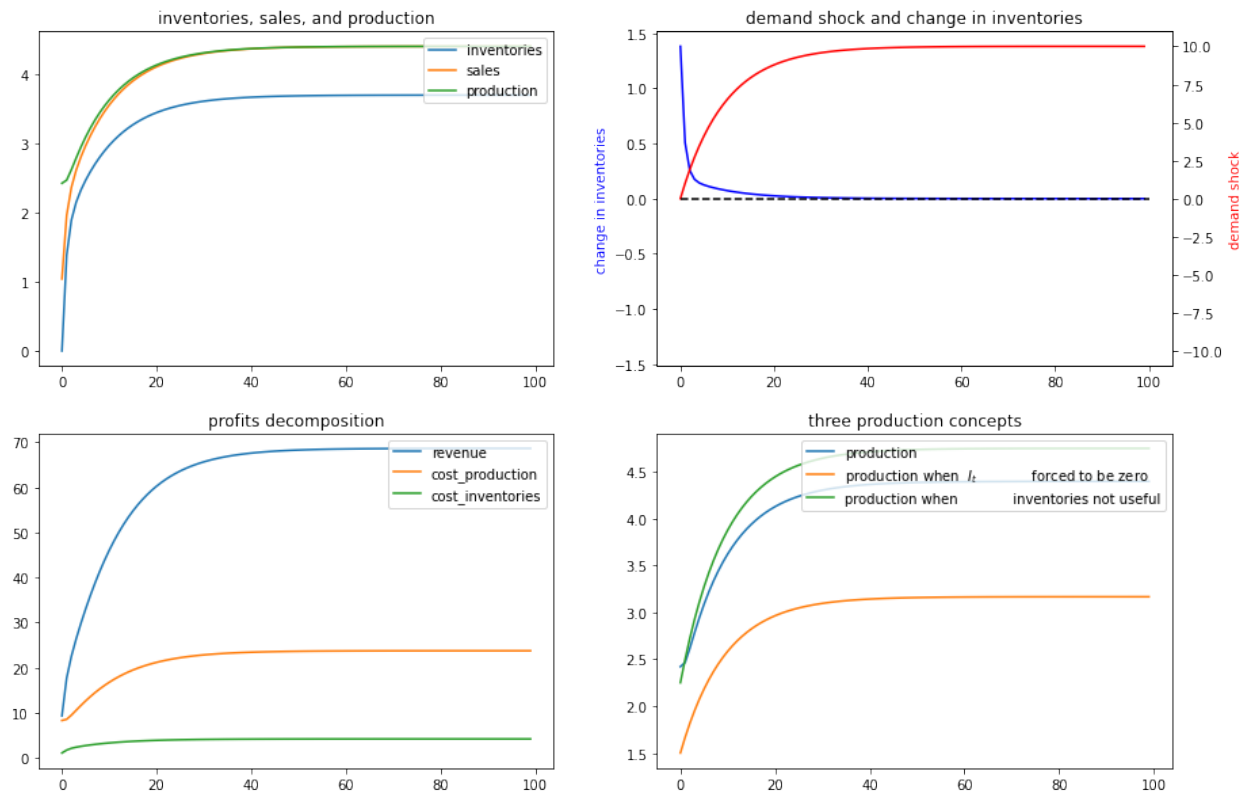 inventories, sales, and production
inventories
sales
production
4
3
2
1
0
0 20 40 60 80 100
demand shock and change in inventories
change in inventories
1.5
1.0
0.5
0.0
−0.5
−1.0
−1.5
0 20 40 60 80 100
10.0
7.5
5.0
2.5
0.0
−2.5
−5.0
−7.5
−10.0
demand shock
profits decomposition
revenue
cost_production
cost_inventories
70
60
50
40
30
20
10
0
0 20 40 60 80 100
three production concepts
production
production when I_t forced to be zero
production when inventories not useful
4.5
4.0
3.5
3.0
2.5
2.0
1.5
0 20 40 60 80 100